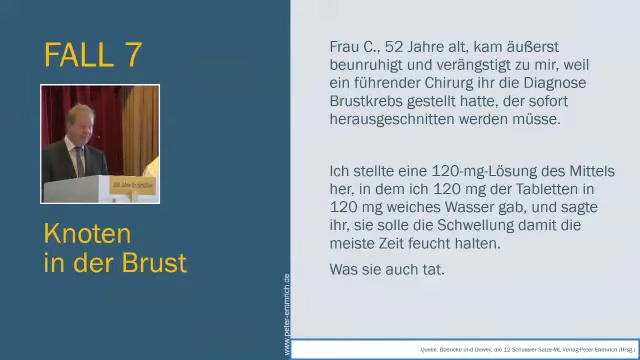 FALL 7
Knoten
in der Brust
Frau C., 52 Jahre alt, kam äußerst
beunruhigt und verängstigt zu mir, weil
ein führender Chirurg ihr die Diagnose
Brustkrebs gestellt hatte, der sofort
herausgeschnitten werden müsse.
Ich stellte eine 120-mg-Lösung des Mittels
her, in dem ich 120 mg der Tabletten in
120 mg weiches Wasser gab, und sagte
ihr, sie solle die Schwellung damit die
meiste Zeit feucht halten.
Was sie auch tat.
www.peter-emmrich.de
Quelle: Boericke und Dewei, die 12 Schüssler Salze-ML Verlag-Peter Emmrich (Hrsg.)